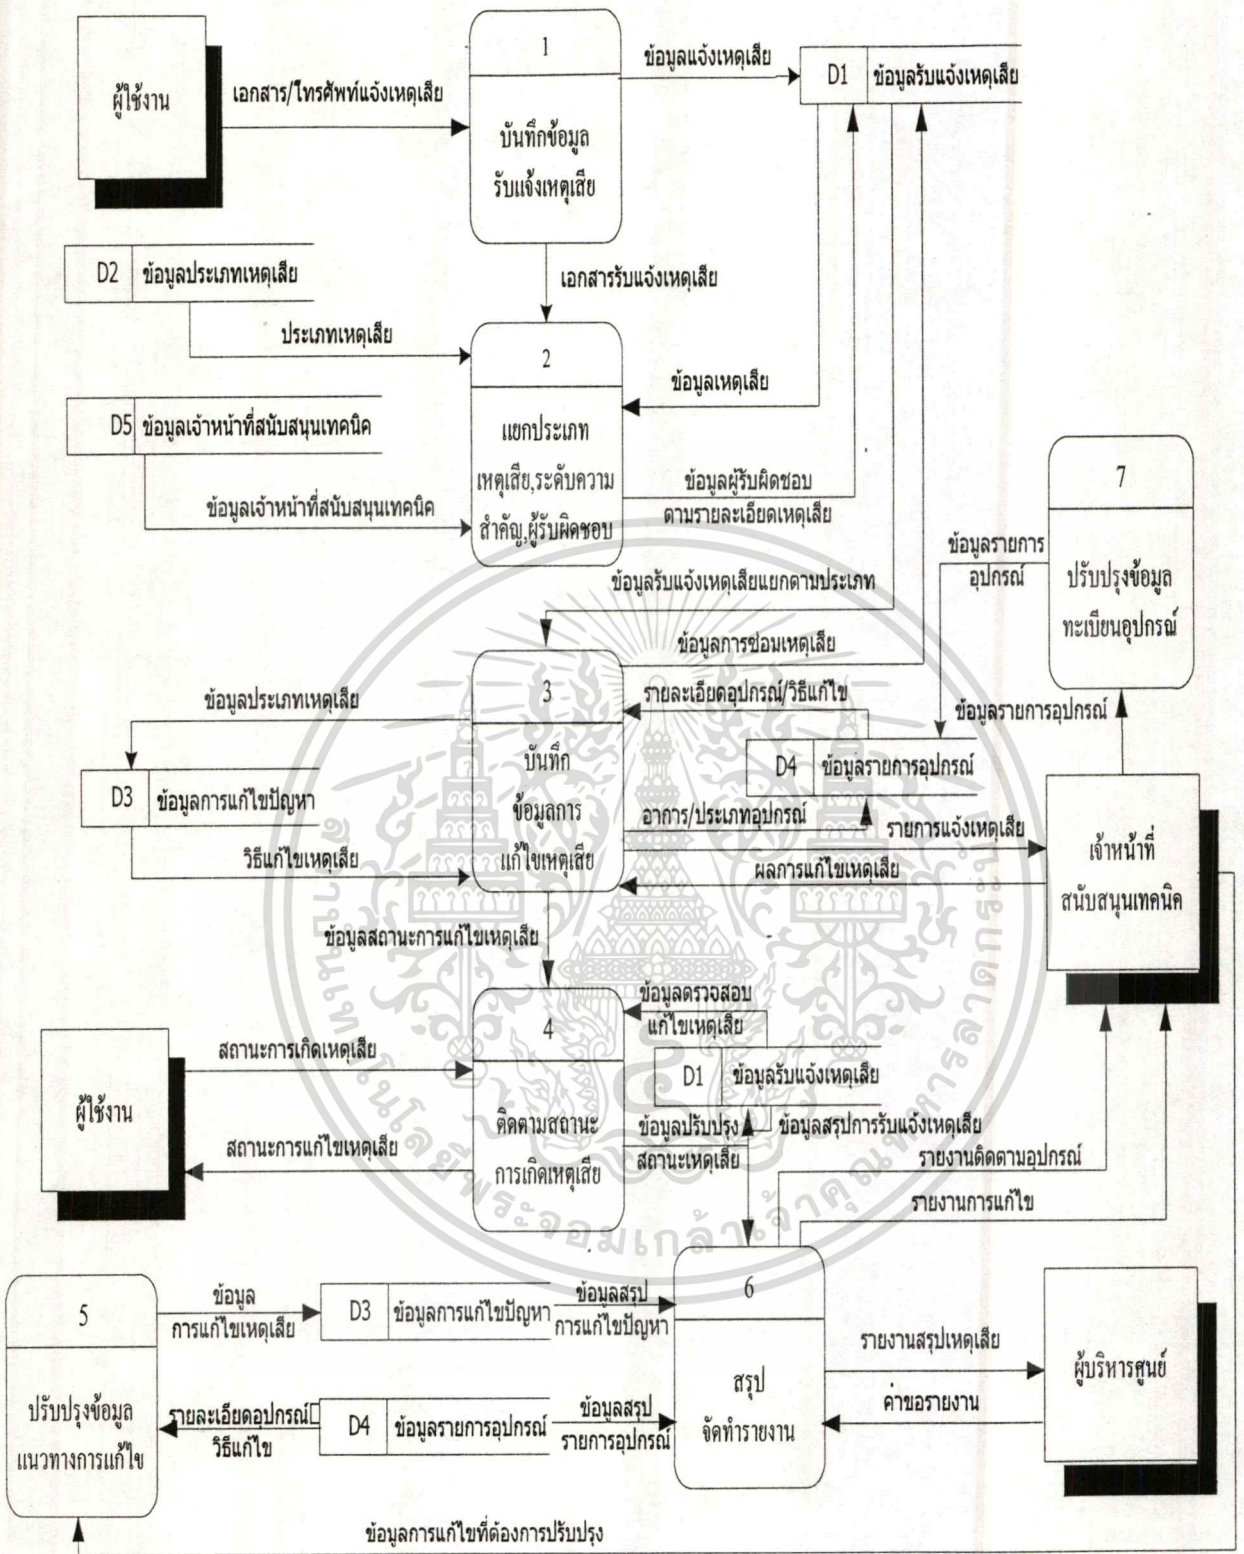 1
ข้อมูลแจ้งเหตุเสีย
D1 ข้อมูลรับแจ้งเหตุเสีย
ผู้ใช้งาน
เอกสาร/โทรศัพท์แจ้งเหตุเสีย
บันทึกข้อมูล
รับแจ้งเหตุเสีย
D2 ข้อมูลประเภทเหตุเสีย
เอกสารรับแจ้งเหตุเสีย
ประเภทเหตุเสีย
2
ข้อมูลเหตุเสีย
D5 ข้อมูลเจ้าหน้าที่สนับสนุนเทคนิค
แยกประเภท
เหตุเสีย,ระดับความ
สำคัญ,ผู้รับผิดชอบ
ข้อมูลเจ้าหน้าที่สนับสนุนเทคนิค
ข้อมูลผู้รับผิดชอบ
ตามรายละเอียดเหตุเสีย
7
ปรับปรุงข้อมูล
ทะเบียนอุปกรณ์
ข้อมูลรายการ
อุปกรณ์
ข้อมูลรับแจ้งเหตุเสียแยกตามประเภท
ข้อมูลการซ่อมเหตุเสีย
3
รายละเอียดอุปกรณ์/วิธีแก้ไข
ข้อมูลประเภทเหตุเสีย
ข้อมูลรายการอุปกรณ์
บันทึก
ข้อมูลการ
แก้ไขเหตุเสีย
D4 ข้อมูลรายการอุปกรณ์
D3 ข้อมูลการแก้ไขปัญหา
อาการ/ประเภทอุปกรณ์
รายการแจ้งเหตุเสีย
เจ้าหน้าที่
สนับสนุนเทคนิค
วิธีแก้ไขเหตุเสีย
ผลการแก้ไขเหตุเสีย
ข้อมูลสถานะการแก้ไขเหตุเสีย
ข้อมูลตรวจสอบ
แก้ไขเหตุเสีย
4
สถานะการเกิดเหตุเสีย
D1 ข้อมูลรับแจ้งเหตุเสีย
ผู้ใช้งาน
ติดตามสถานะ
การเกิดเหตุเสีย
ข้อมูลปรับปรุง
สถานะเหตุเสีย
ข้อมูลสรุปการรับแจ้งเหตุเสีย
สถานะการแก้ไขเหตุเสีย
รายงานติดตามอุปกรณ์
รายงานการแก้ไข
สถาบันเทคโนโลยีพระจอมเกล้าเจ้าคุณทหารลาดกระบัง
5
ข้อมูล
การแก้ไขเหตุเสีย
D3 ข้อมูลการแก้ไขปัญหา
ข้อมูลสรุป
การแก้ไขปัญหา
6
รายงานสรุปเหตุเสีย
ผู้บริหารศูนย์
สรุป
จัดทำรายงาน
คำขอรายงาน
ปรับปรุงข้อมูล
แนวทางการแก้ไข
รายละเอียดอุปกรณ์
วิธีแก้ไข
D4 ข้อมูลรายการอุปกรณ์
ข้อมูลสรุป
รายการอุปกรณ์
ข้อมูลการแก้ไขที่ต้องการปรับปรุง